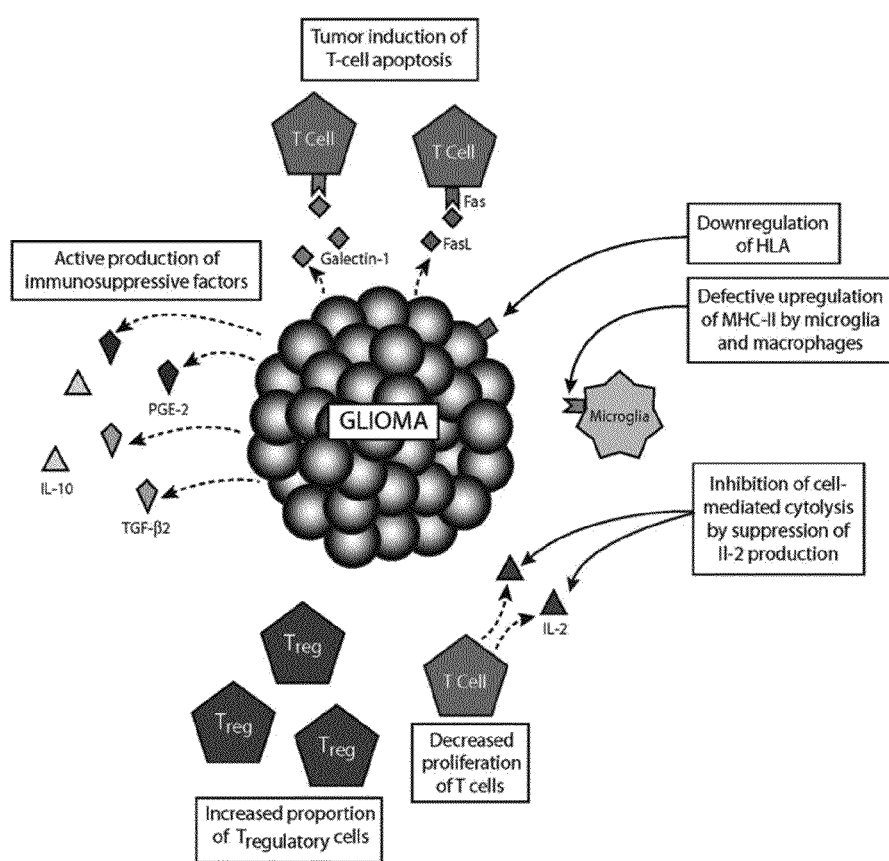 Tumor induction of
T-cell apoptosis
T Cell
T Cell
Fas
Galectin-1
FasL
Downregulation
of HLA
Active production of
immunosuppressive factors
Defective upregulation
of MHC-II by microglia
and macrophages
PGE-2
GLIOMA
Microglia
IL-10
TGF-β2
Inhibition of cell-
mediated cytolysis
by suppression of
Il-2 production
IL-2
Treg
Treg
Treg
T Cell
Decreased
proliferation
of T cells
Increased proportion
of Tregulatory cells